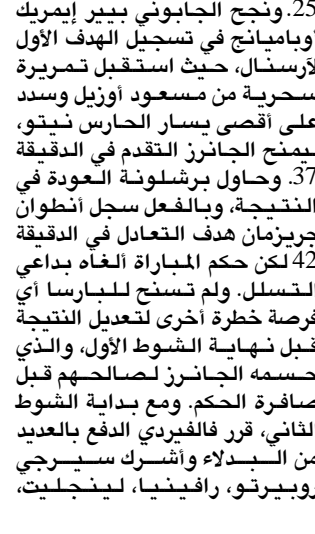 25. ونجح الجابوني بيير إيمريك
أوباميانج في تسجيل الهدف الأول
لآرسنال، حيث استقبل تمريرة
سحرية من مسعود أوزيل وسدد
على أقصى يسار الحارس نيتو،
ليمنح الجانرز التقدم في الدقيقة
37. وحاول برشلونة العودة في
النتيجة، وبالفعل سجل أنطوان
جريزمان هدف التعادل في الدقيقة
42 لكن حكم المباراة ألغاه بداعي
التسلل. ولم تسنح للبارسا أي
فرصة خطرة أخرى لتعديل النتيجة
قبل نهاية الشوط الأول، والذي
حسمه الجانرز لصالحهم قبل
صافرة الحكم. ومع بداية الشوط
الثاني، قرر فالفيردي الدفع بالعديد
من البدلاء وأشرك سيرجي
روبيرتو، رافينيا، لينجليت،